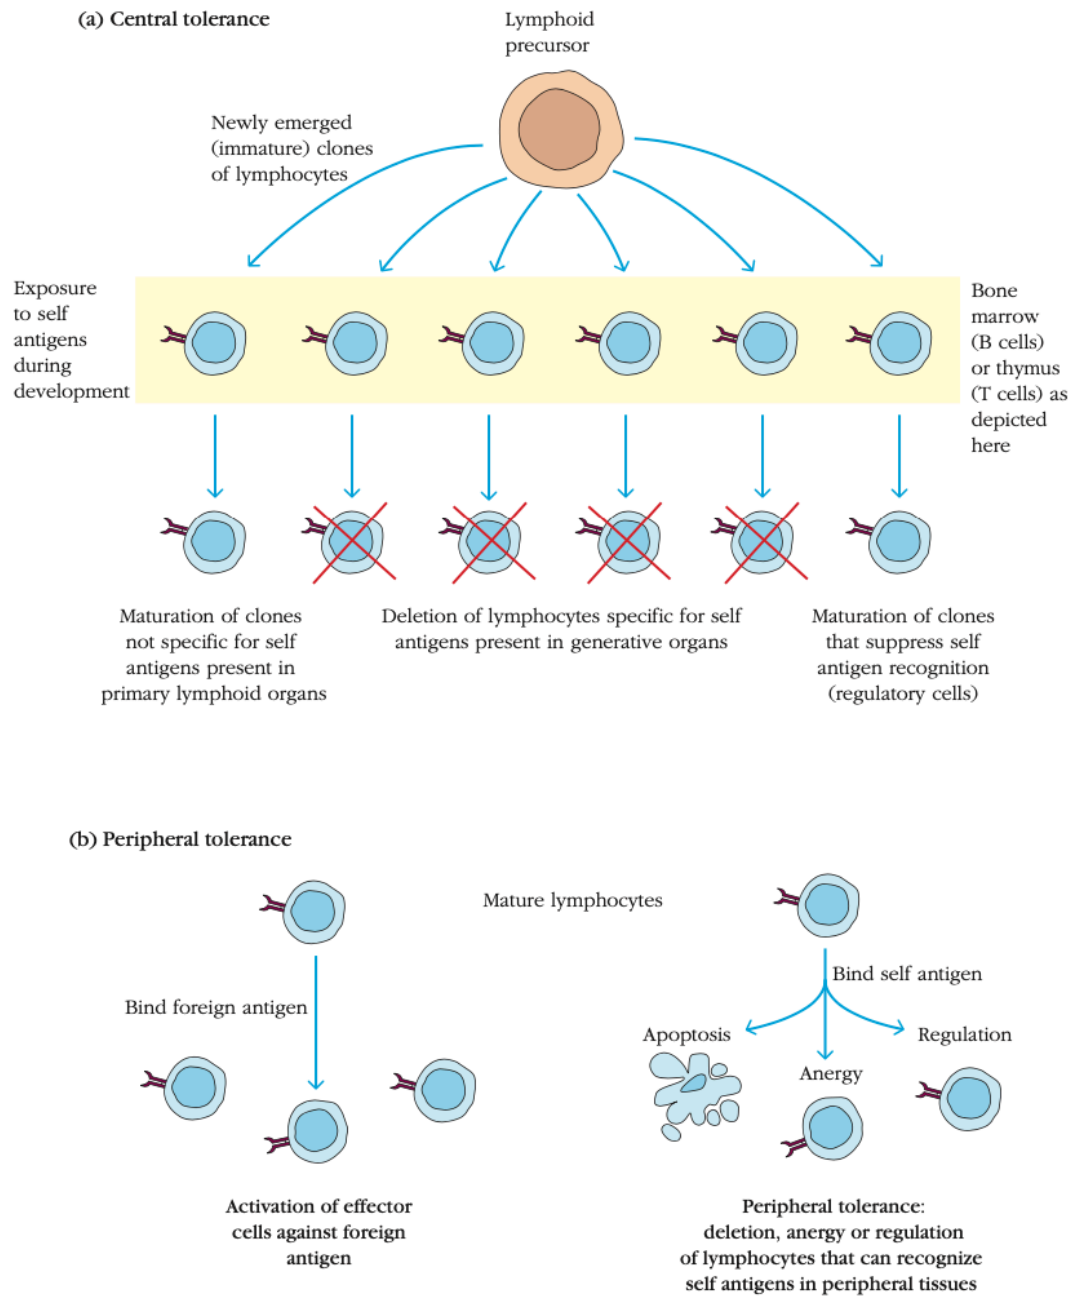 (a) Central tolerance
Lymphoid
precursor
Newly emerged
(immature) clones
of lymphocytes
Exposure
to self
antigens
during
development
Bone
marrow
(B cells)
or thymus
(T cells) as
depicted
here
Maturation of clones
not specific for self
antigens present in
primary lymphoid organs
Deletion of lymphocytes specific for self
antigens present in generative organs
Maturation of clones
that suppress self
antigen recognition
(regulatory cells)
(b) Peripheral tolerance
Mature lymphocytes
Bind foreign antigen
Bind self antigen
Apoptosis
Anergy
Regulation
Activation of effector
cells against foreign
antigen
Peripheral tolerance:
deletion, anergy or regulation
of lymphocytes that can recognize
self antigens in peripheral tissues